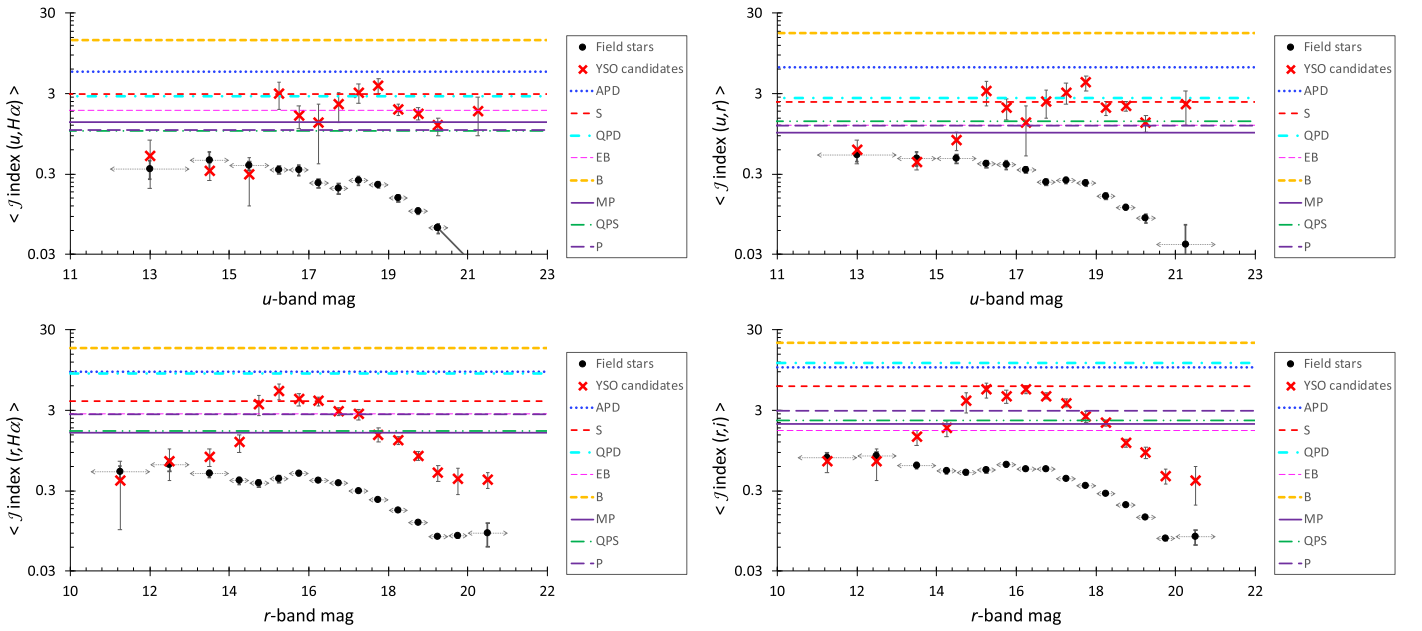 30
3
0.3
0.03
< 𝒥 index (u,Hα) >
11 13 15 17 19 21 23
u-band mag
Field stars
YSO candidates
APD
S
QPD
EB
B
MP
QPS
P
30
3
0.3
0.03
< 𝒥 index (u,r) >
11 13 15 17 19 21 23
u-band mag
Field stars
YSO candidates
APD
S
QPD
EB
B
MP
QPS
P
30
3
0.3
0.03
< 𝒥 index (r,Hα) >
10 12 14 16 18 20 22
r-band mag
Field stars
YSO candidates
APD
S
QPD
EB
B
MP
QPS
P
30
3
0.3
0.03
< 𝒥 index (r,i) >
10 12 14 16 18 20 22
r-band mag
Field stars
YSO candidates
APD
S
QPD
EB
B
MP
QPS
P